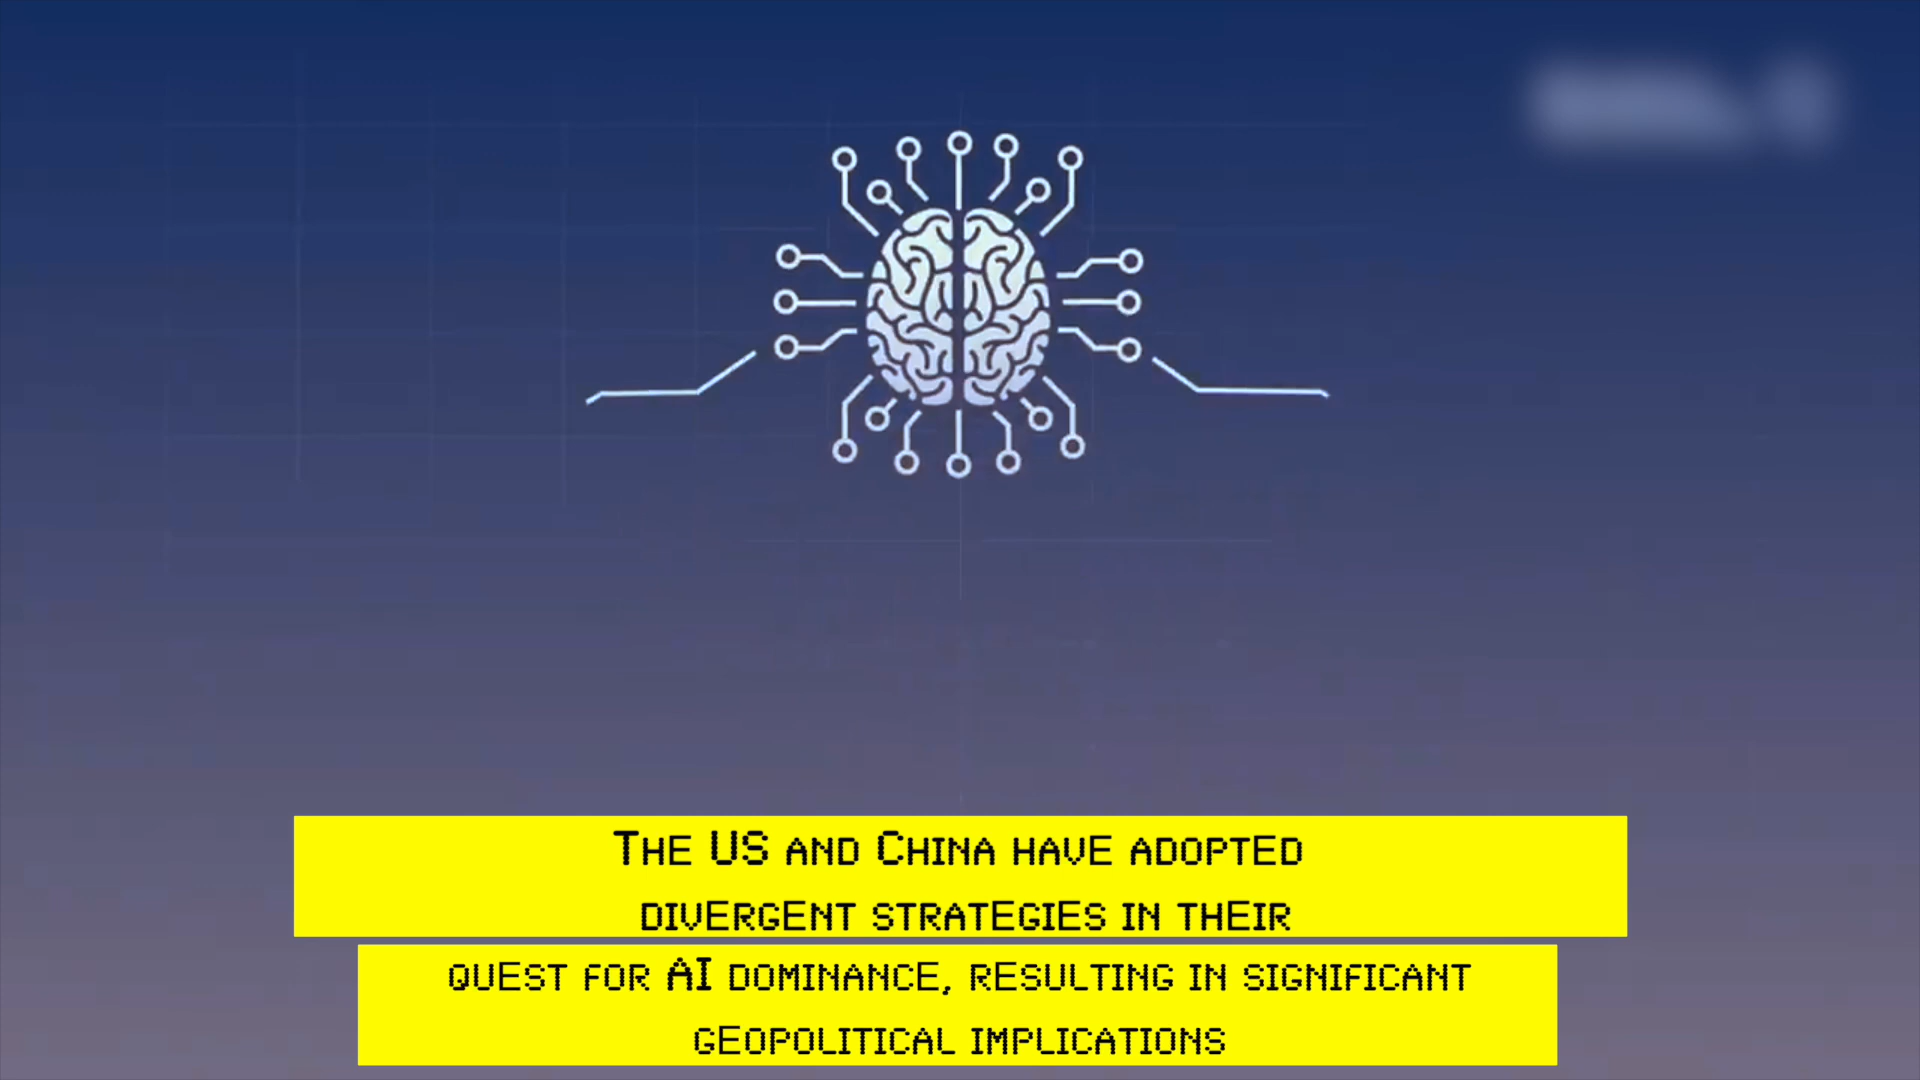 The US and China have adopted
divergent strategies in their
quest for AI dominance, resulting in significant
geopolitical implications